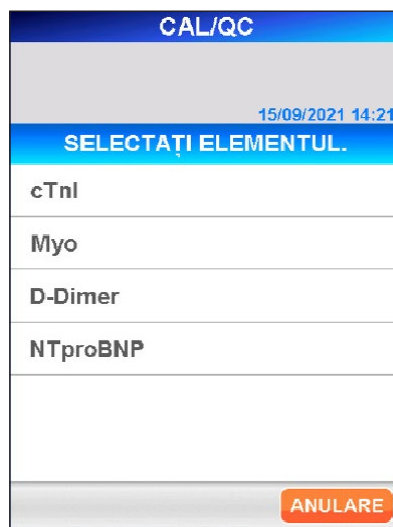 CAL/QC
15/09/2021 14:21
SELECTAȚI ELEMENTUL.
cTnI
Myo
D-Dimer
NTproBNP
ANULARE